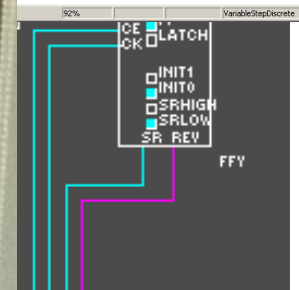 92%
VariableStepDiscrete
CE
LATCH
CK
INIT1
INIT0
SRHIGH
SRLOW
SR REV
FFY